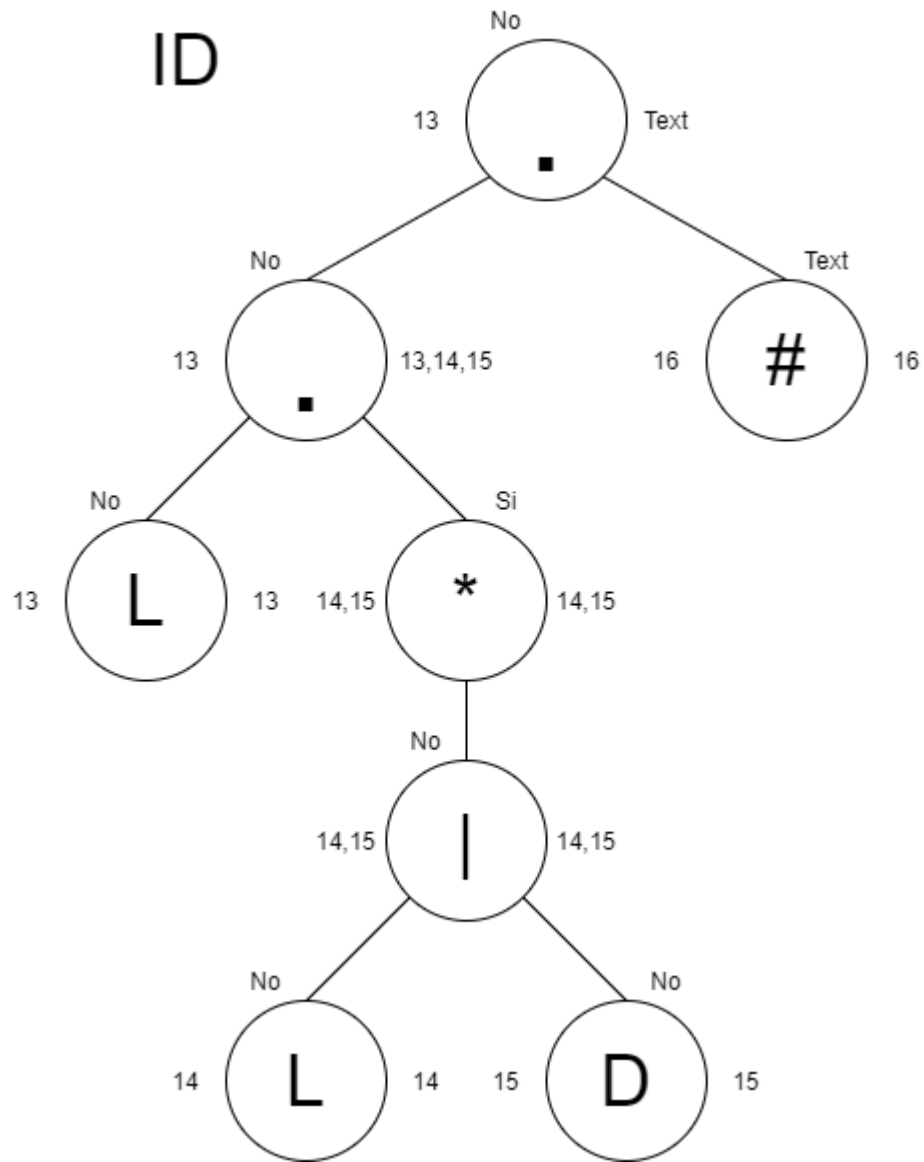 ID
No
13 . Text
No Text
13 . 13,14,15 16 # 16
No Si
13 L 13 14,15 * 14,15
No
14,15 | 14,15
No No
14 L 14 15 D 15